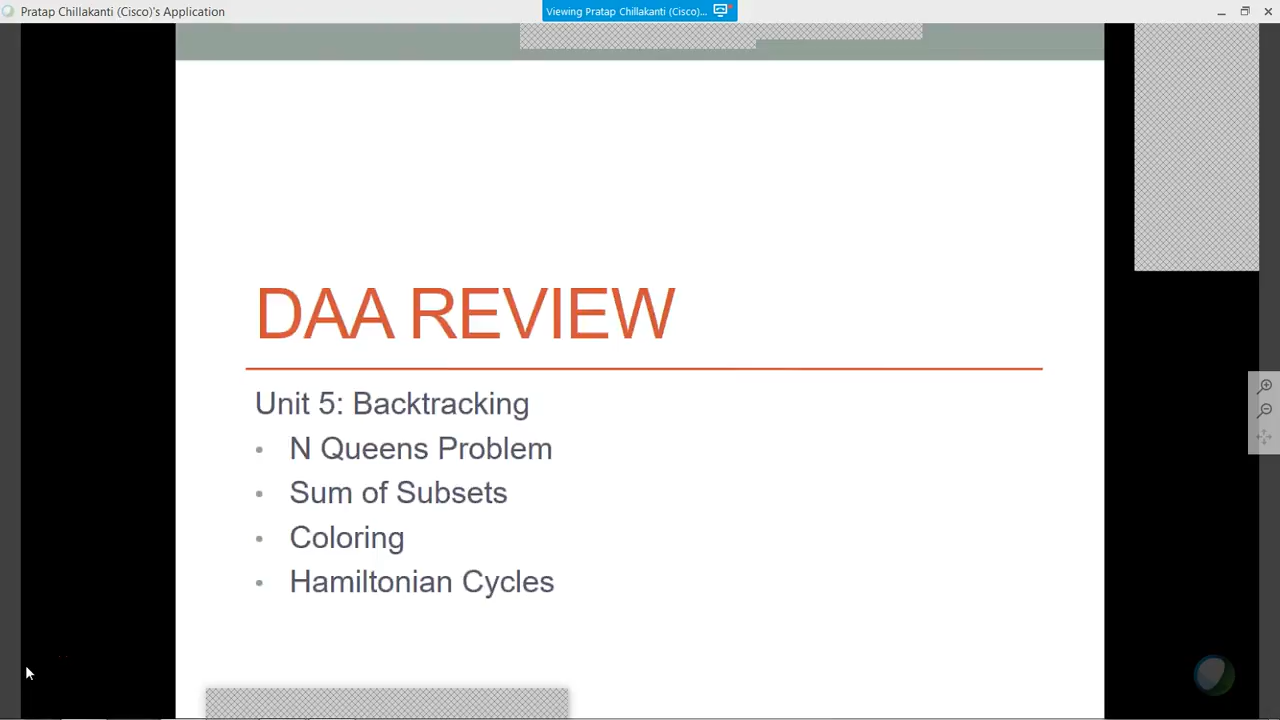 Pratap Chillakanti (Cisco)'s Application
Viewing Pratap Chillakanti (Cisco)...
DAA REVIEW
Unit 5: Backtracking
• N Queens Problem
• Sum of Subsets
• Coloring
• Hamiltonian Cycles